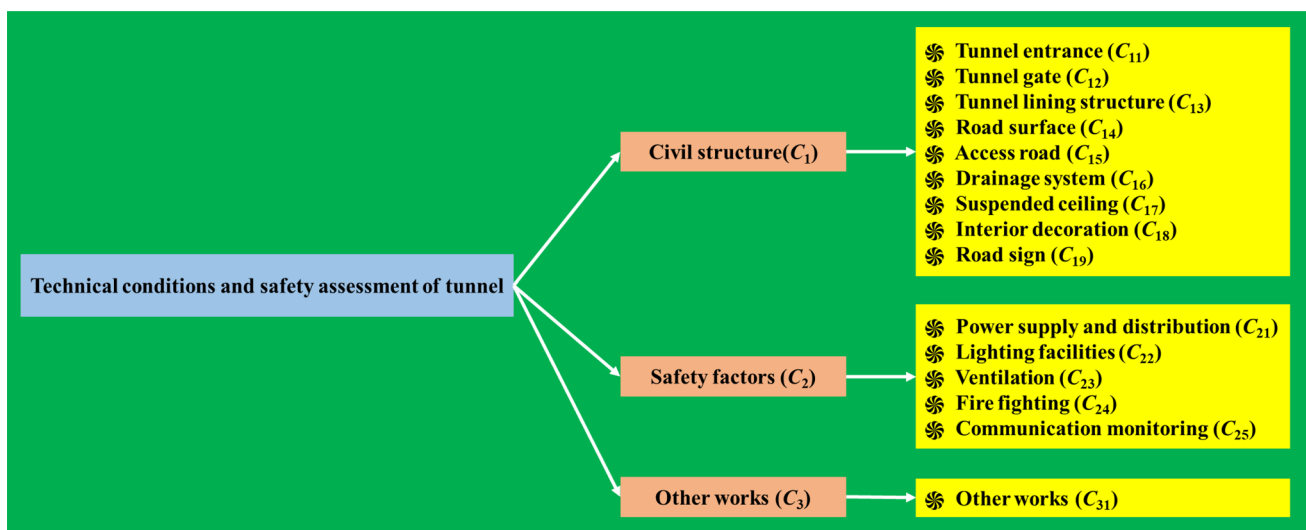 Technical conditions and safety assessment of tunnel
Civil structure(C₁)
Tunnel entrance (C₁₁)
Tunnel gate (C₁₂)
Tunnel lining structure (C₁₃)
Road surface (C₁₄)
Access road (C₁₅)
Drainage system (C₁₆)
Suspended ceiling (C₁₇)
Interior decoration (C₁₈)
Road sign (C₁₉)
Safety factors (C₂)
Power supply and distribution (C₂₁)
Lighting facilities (C₂₂)
Ventilation (C₂₃)
Fire fighting (C₂₄)
Communication monitoring (C₂₅)
Other works (C₃)
Other works (C₃₁)